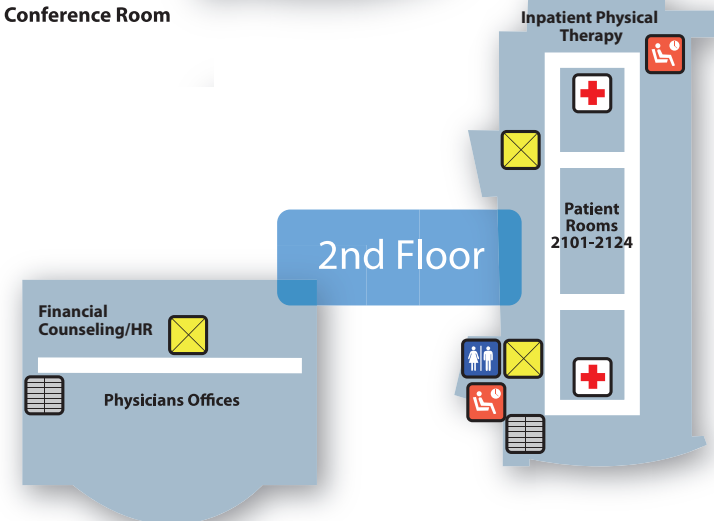 Conference Room
Inpatient Physical
Therapy
Patient
Rooms
2101-2124
2nd Floor
Financial
Counseling/HR
Physicians Offices